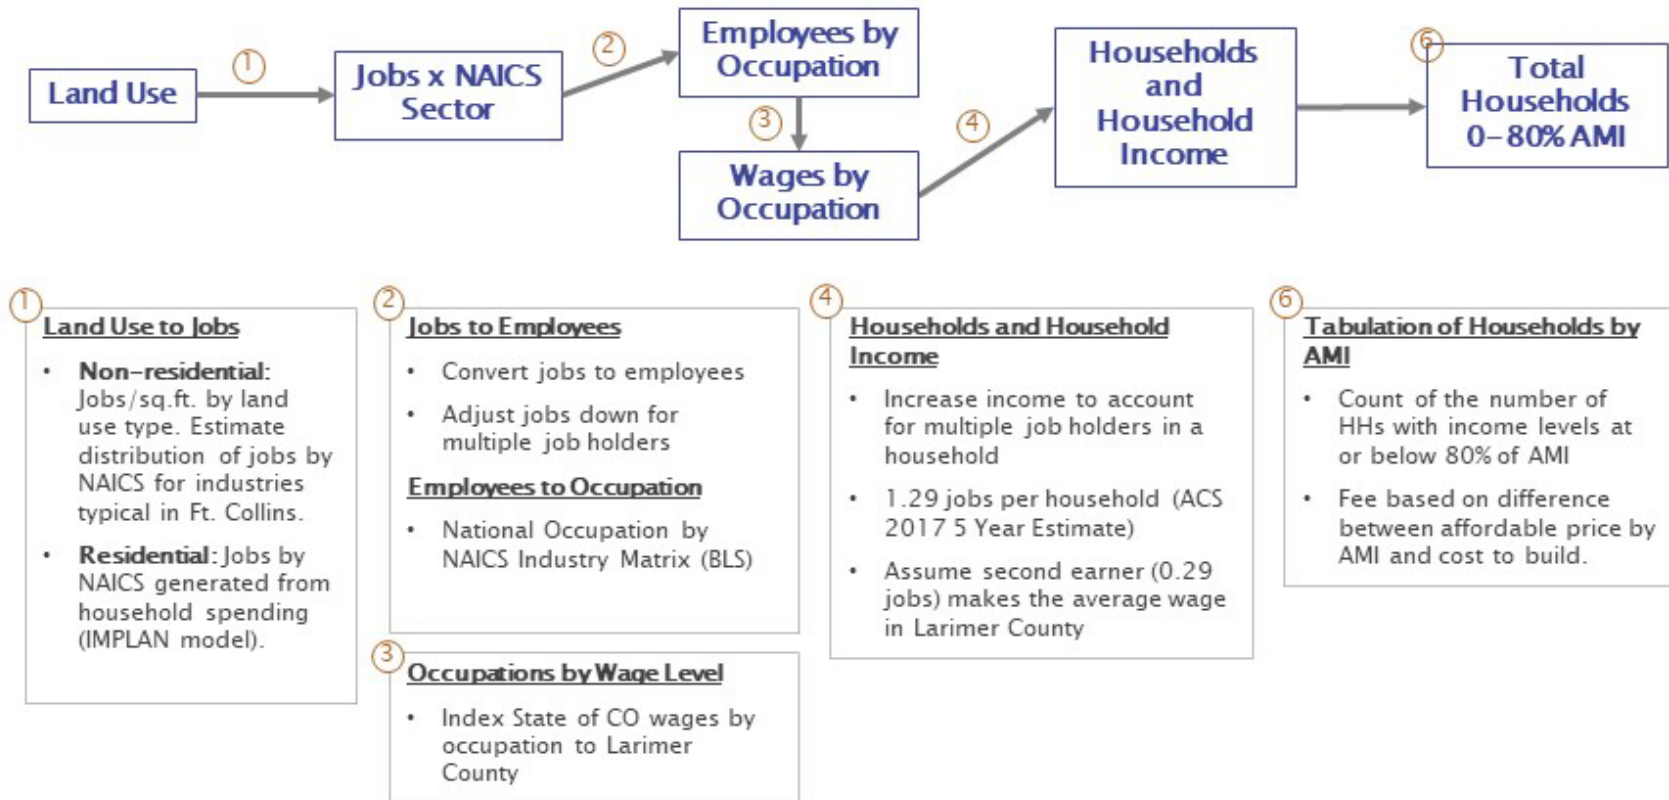 1
Land Use
Jobs x NAICS
Sector
2
Employees by
Occupation
3
Wages by
Occupation
4
Households
and
Household
Income
6
Total
Households
0-80% AMI
1
Land Use to Jobs
• Non-residential:
Jobs/sq.ft. by land
use type. Estimate
distribution of jobs by
NAICS for industries
typical in Ft. Collins.
• Residential: Jobs by
NAICS generated from
household spending
(IMPLAN model).
2
Jobs to Employees
• Convert jobs to employees
• Adjust jobs down for
multiple job holders
Employees to Occupation
• National Occupation by
NAICS Industry Matrix (BLS)
3
Occupations by Wage Level
• Index State of CO wages by
occupation to Larimer
County
4
Households and Household
Income
• Increase income to account
for multiple job holders in a
household
• 1.29 jobs per household (ACS
2017 5 Year Estimate)
• Assume second earner (0.29
jobs) makes the average wage
in Larimer County
6
Tabulation of Households by
AMI
• Count of the number of
HHs with income levels at
or below 80% of AMI
• Fee based on difference
between affordable price by
AMI and cost to build.